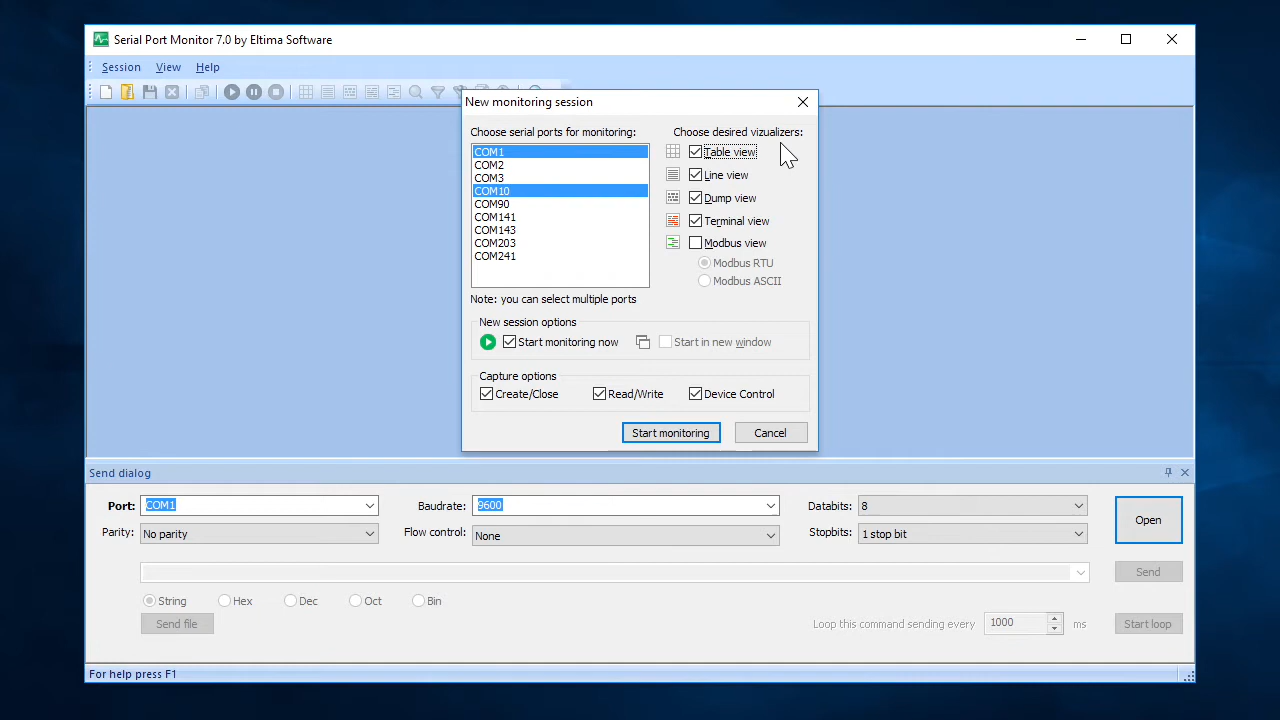 Serial Port Monitor 7.0 by Eltima Software
Session View Help
New monitoring session
Choose serial ports for monitoring:
COM1
COM2
COM3
COM10
COM90
COM141
COM143
COM203
COM241
Note: you can select multiple ports
Choose desired vizualizers:
Table view
Line view
Dump view
Terminal view
Modbus view
Modbus RTU
Modbus ASCII
New session options
Start monitoring now Start in new window
Capture options
Create/Close Read/Write Device Control
Start monitoring Cancel
Send dialog
Port: COM1 Baudrate: 9600 Databits: 8 Open
Parity: No parity Flow control: None Stopbits: 1 stop bit
Send
String Hex Dec Oct Bin
Send file Loop this command sending every 1000 ms Start loop
For help press F1